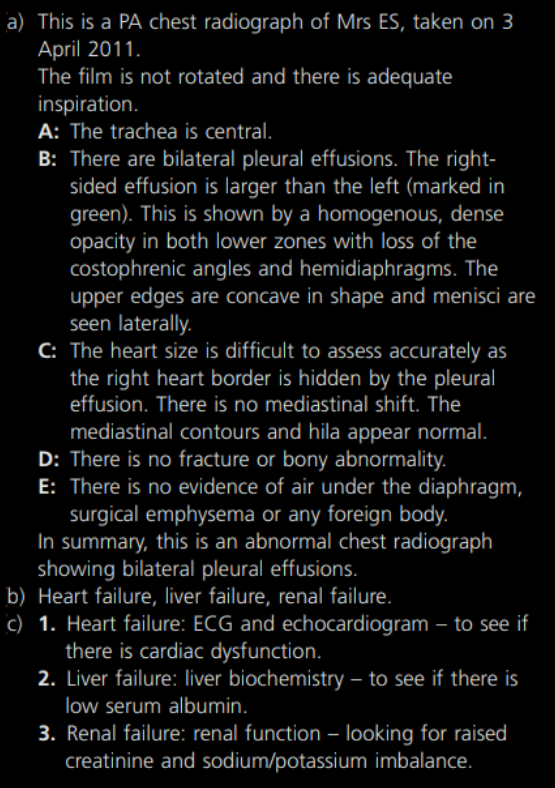 a) This is a PA chest radiograph of Mrs ES, taken on 3
April 2011.
The film is not rotated and there is adequate
inspiration.
A: The trachea is central.
B: There are bilateral pleural effusions. The right-
sided effusion is larger than the left (marked in
green). This is shown by a homogenous, dense
opacity in both lower zones with loss of the
costophrenic angles and hemidiaphragms. The
upper edges are concave in shape and menisci are
seen laterally.
C: The heart size is difficult to assess accurately as
the right heart border is hidden by the pleural
effusion. There is no mediastinal shift. The
mediastinal contours and hila appear normal.
D: There is no fracture or bony abnormality.
E: There is no evidence of air under the diaphragm,
surgical emphysema or any foreign body.
In summary, this is an abnormal chest radiograph
showing bilateral pleural effusions.
b) Heart failure, liver failure, renal failure.
c) 1. Heart failure: ECG and echocardiogram – to see if
there is cardiac dysfunction.
2. Liver failure: liver biochemistry – to see if there is
low serum albumin.
3. Renal failure: renal function – looking for raised
creatinine and sodium/potassium imbalance.